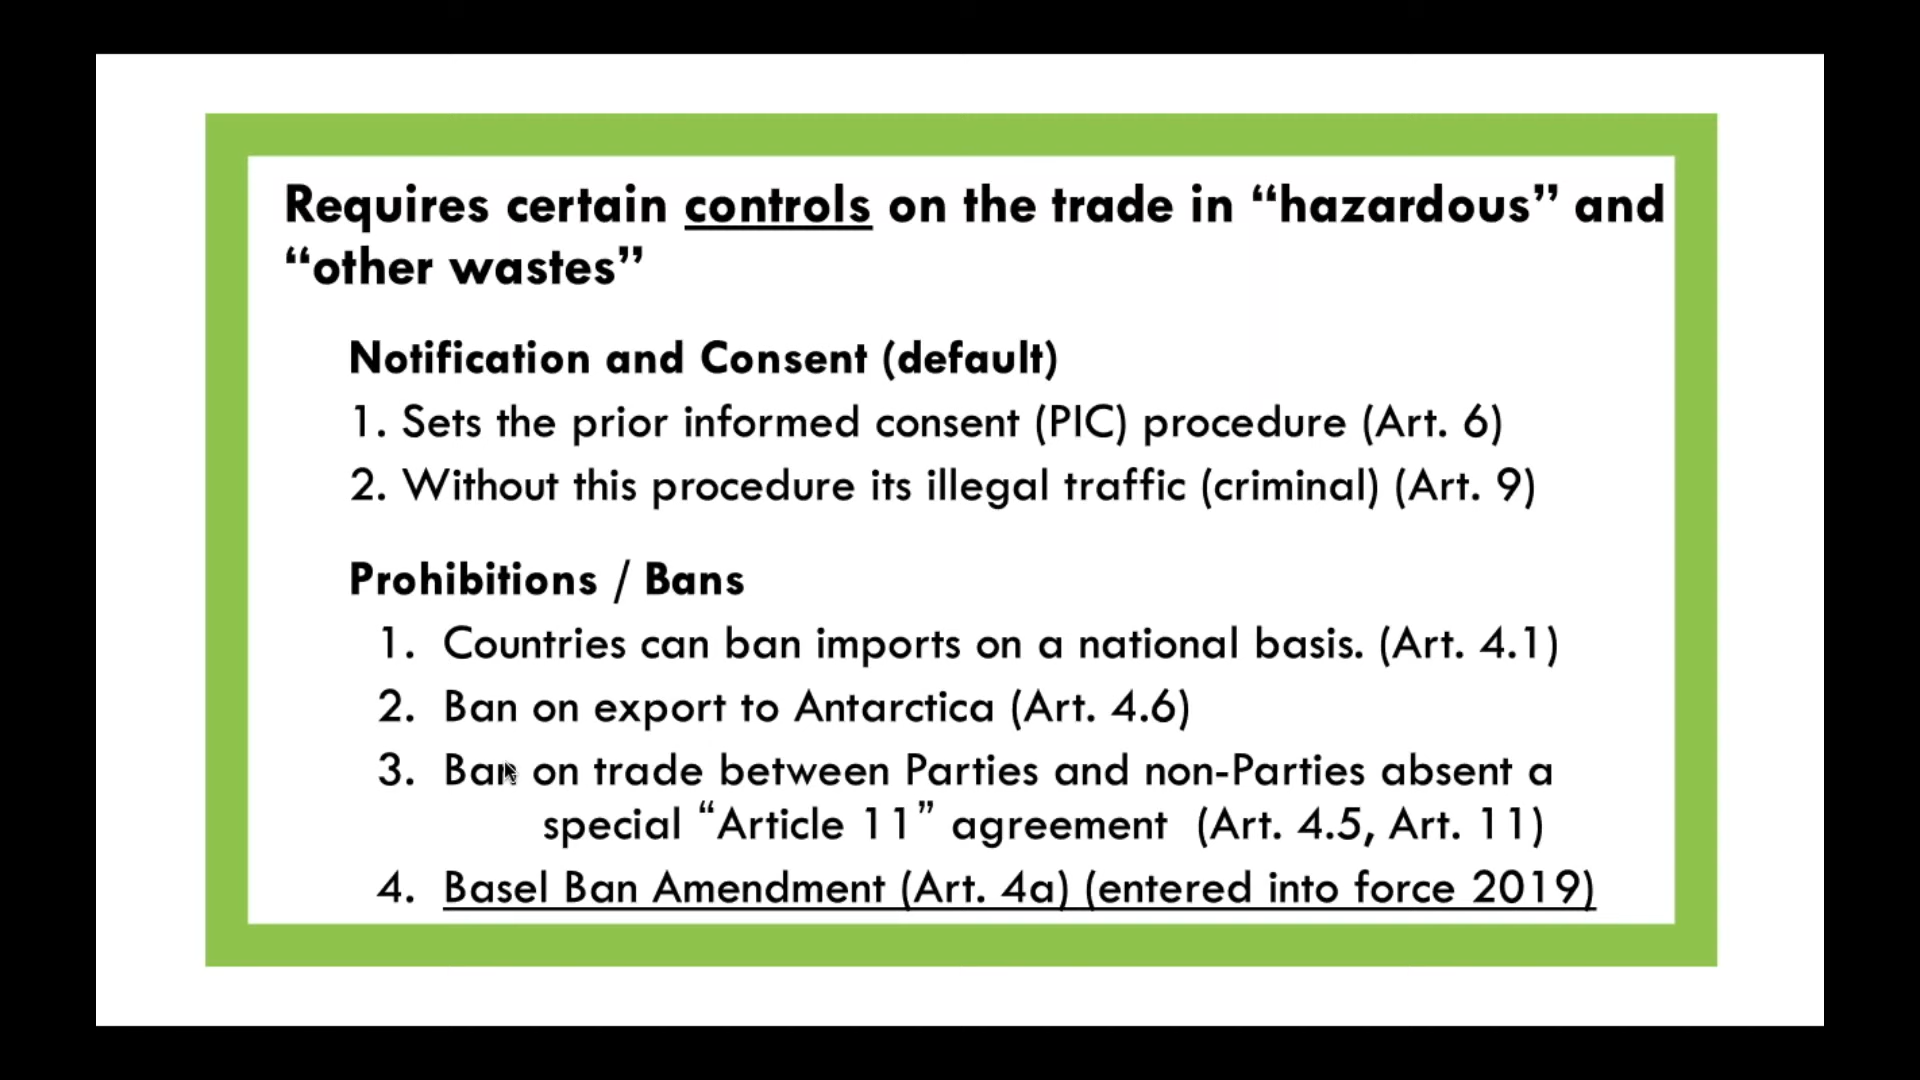 Requires certain controls on the trade in “hazardous” and
“other wastes”
Notification and Consent (default)
1. Sets the prior informed consent (PIC) procedure (Art. 6)
2. Without this procedure its illegal traffic (criminal) (Art. 9)
Prohibitions / Bans
1. Countries can ban imports on a national basis. (Art. 4.1)
2. Ban on export to Antarctica (Art. 4.6)
3. Ban on trade between Parties and non-Parties absent a
special “Article 11” agreement (Art. 4.5, Art. 11)
4. Basel Ban Amendment (Art. 4a) (entered into force 2019)